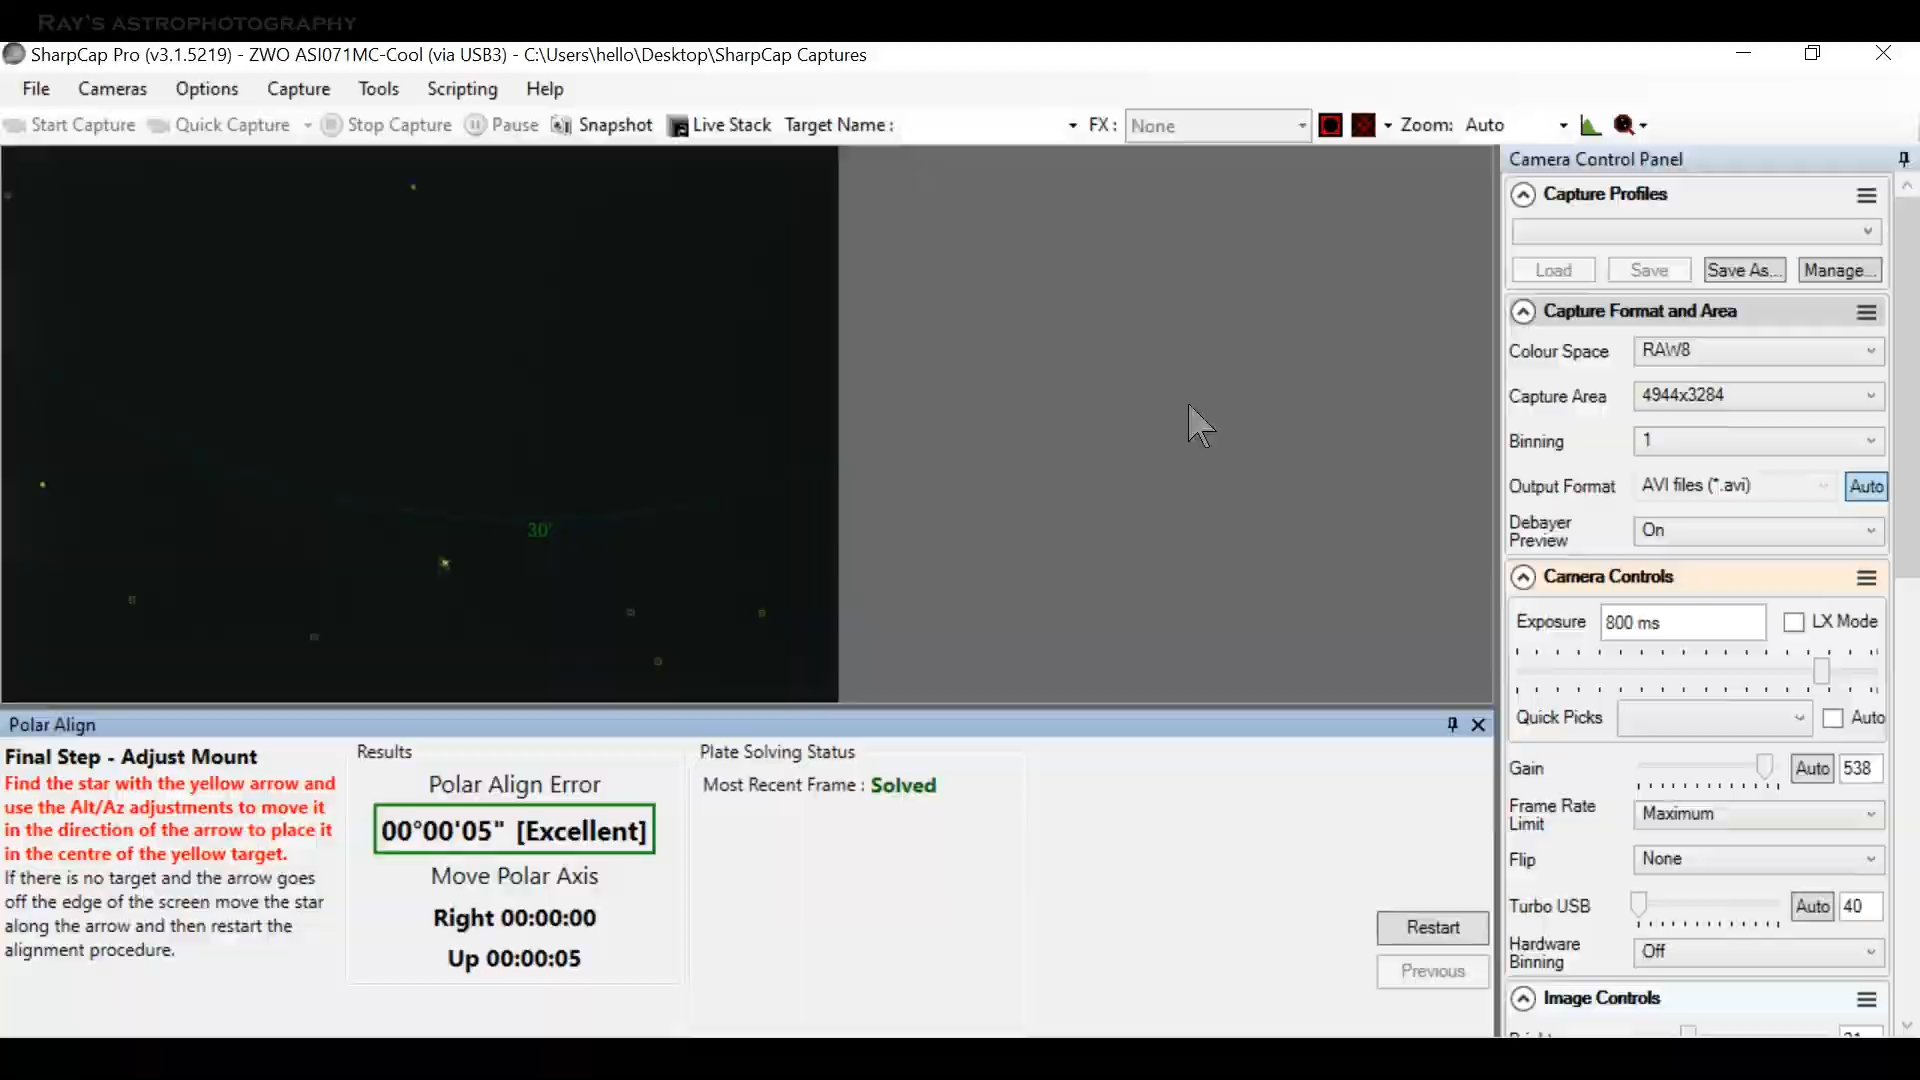 RAY'S ASTROPHOTOGRAPHY
SharpCap Pro (v3.1.5219) - ZWO ASI071MC-Cool (via USB3) - C:\Users\hello\Desktop\SharpCap Captures
File Cameras Options Capture Tools Scripting Help
Start Capture Quick Capture Stop Capture Pause Snapshot Live Stack Target Name: FX: None Zoom: Auto
30'
Camera Control Panel
Capture Profiles
Load Save Save As... Manage...
Capture Format and Area
Colour Space RAW8
Capture Area 4944x3284
Binning 1
Output Format AVI files (*.avi) Auto
Debayer
Preview On
Camera Controls
Exposure 800 ms LX Mode
Quick Picks Auto
Gain Auto 538
Frame Rate
Limit Maximum
Flip None
Turbo USB Auto 40
Hardware
Binning Off
Image Controls
Polar Align
Final Step - Adjust Mount
Find the star with the yellow arrow and
use the Alt/Az adjustments to move it
in the direction of the arrow to place it
in the centre of the yellow target.
If there is no target and the arrow goes
off the edge of the screen move the star
along the arrow and then restart the
alignment procedure.
Results
Polar Align Error
00°00'05" [Excellent]
Move Polar Axis
Right 00:00:00
Up 00:00:05
Plate Solving Status
Most Recent Frame : Solved
Restart
Previous